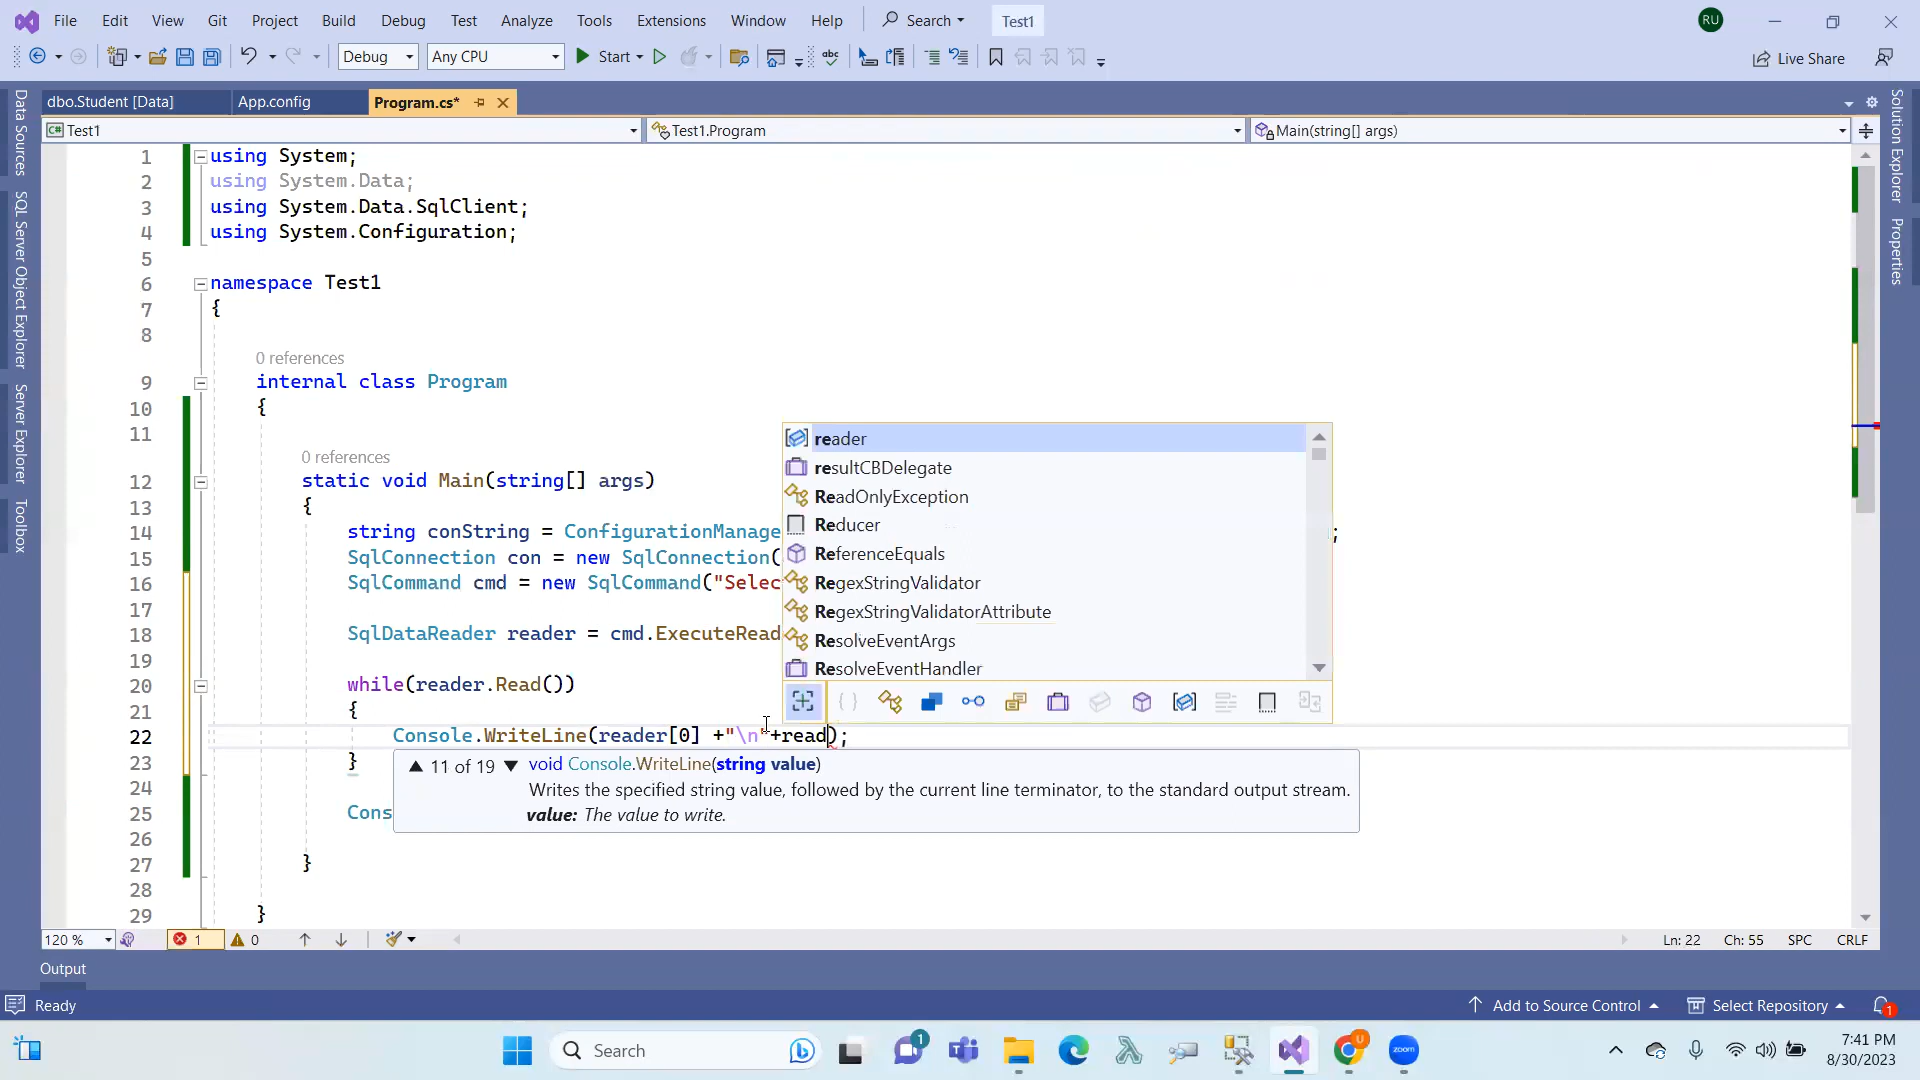 File Edit View Git Project Build Debug Test Analyze Tools Extensions Window Help Search Test1 RU
Debug Any CPU Start abc Live Share
dbo.Student [Data] App.config Program.cs*
C# Test1 Test1.Program Main(string[] args)
Data Sources
SQL Server Object Explorer
Server Explorer
Toolbox
Solution Explorer
Properties
1 using System;
2 using System.Data;
3 using System.Data.SqlClient;
4 using System.Configuration;
5
6 namespace Test1
7 {
8
0 references
9 internal class Program
10 {
11
0 references
12 static void Main(string[] args)
13 {
14 string conString = ConfigurationManage ;
15 SqlConnection con = new SqlConnection(
16 SqlCommand cmd = new SqlCommand("Selec
17
18 SqlDataReader reader = cmd.ExecuteRead
19
20 while(reader.Read())
21 {
22 Console.WriteLine(reader[0] +"\n"+read);
23 }
24
25 Cons
26
27 }
28
29 }
reader
resultCBDelegate
ReadOnlyException
Reducer
ReferenceEquals
RegexStringValidator
RegexStringValidatorAttribute
ResolveEventArgs
ResolveEventHandler
▲ 11 of 19 ▼ void Console.WriteLine(string value)
Writes the specified string value, followed by the current line terminator, to the standard output stream.
value: The value to write.
120 % 1 0 Ln: 22 Ch: 55 SPC CRLF
Output
Ready Add to Source Control Select Repository 1
Search 1 U zoom 7:41 PM
8/30/2023